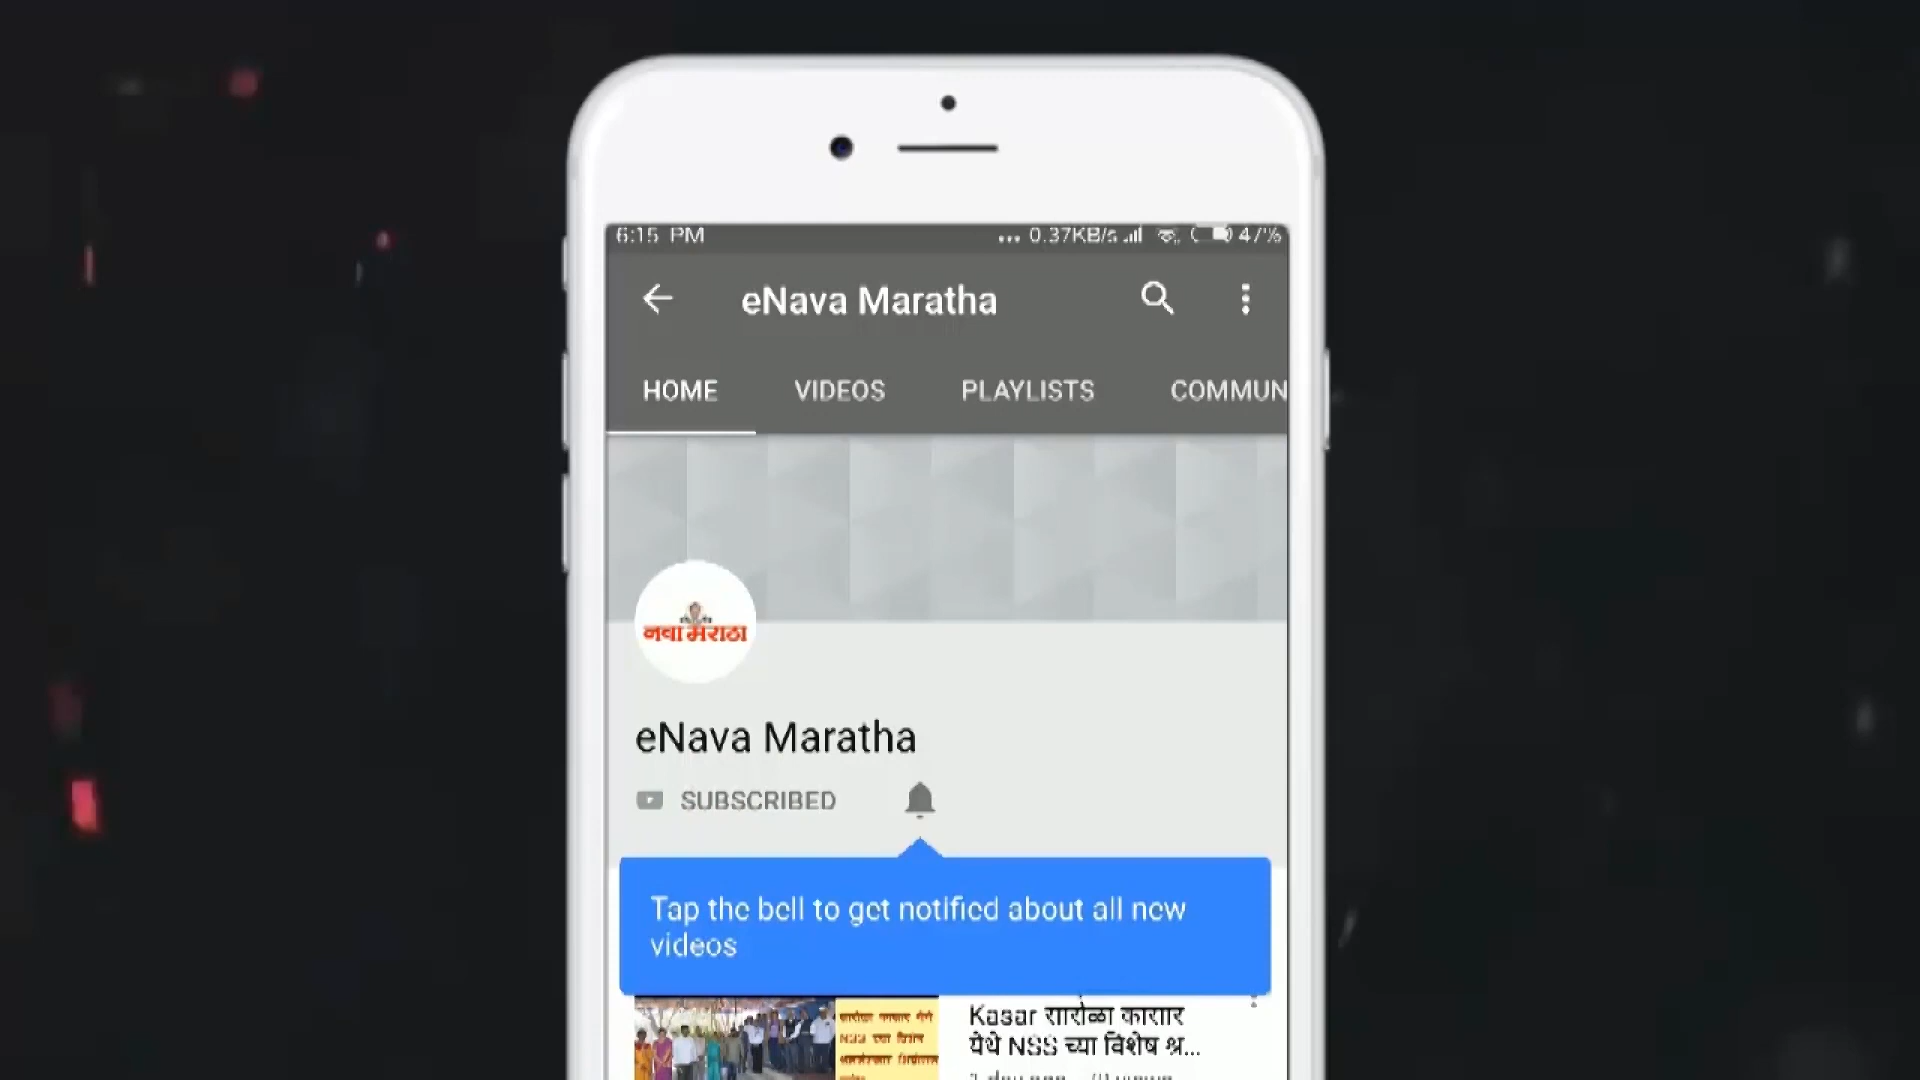 6:15 PM
... 0.37KB/s 47%
eNava Maratha
HOME VIDEOS PLAYLISTS COMMUN
नवा मराठा
eNava Maratha
SUBSCRIBED
Tap the bell to get notified about all new
videos
Kasar सारोळा कासार
येथे NSS च्या विशेष श्र...
NSS च्या विशेष